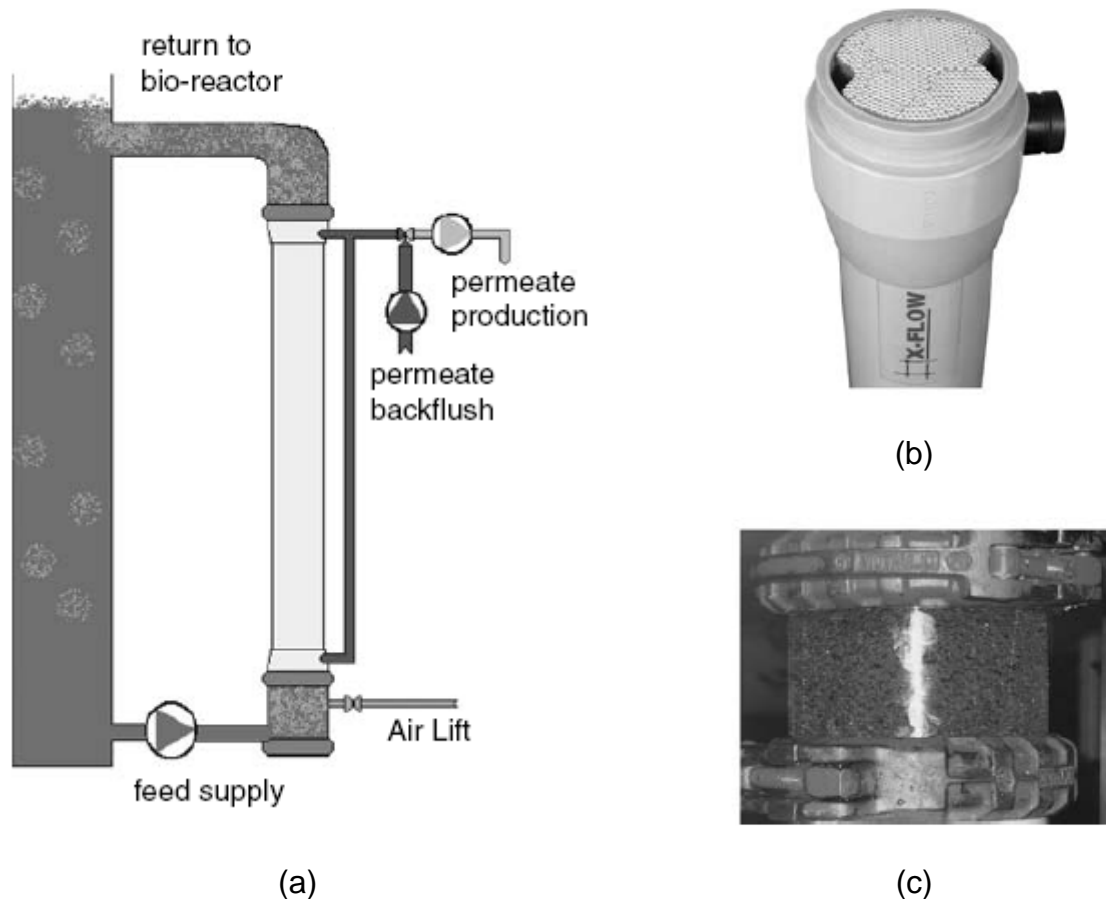 return to
bio-reactor
permeate
production
permeate
backflush
Air Lift
feed supply
(a)
X-FLOW
(b)
(c)